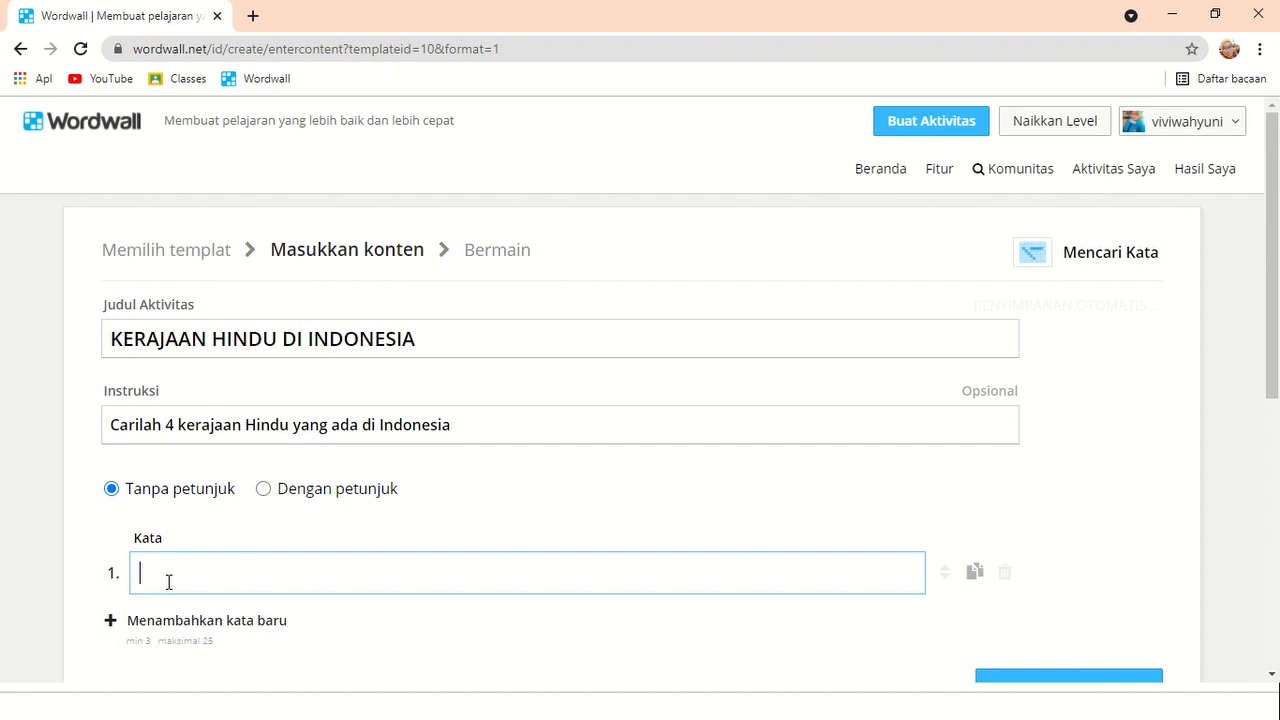 Wordwall | Membuat pelajaran y
wordwall.net/id/create/entercontent?templateid=10&format=1
Apl YouTube Classes Wordwall Daftar bacaan
Wordwall Membuat pelajaran yang lebih baik dan lebih cepat Buat Aktivitas Naikkan Level viviwahyuni
Beranda Fitur Komunitas Aktivitas Saya Hasil Saya
Memilih templat Masukkan konten Bermain Mencari Kata
Judul Aktivitas PENYIMPANAN OTOMATIS...
KERAJAAN HINDU DI INDONESIA
Instruksi Opsional
Carilah 4 kerajaan Hindu yang ada di Indonesia
Tanpa petunjuk Dengan petunjuk
Kata
1.
+ Menambahkan kata baru
min 3 maksimal 25